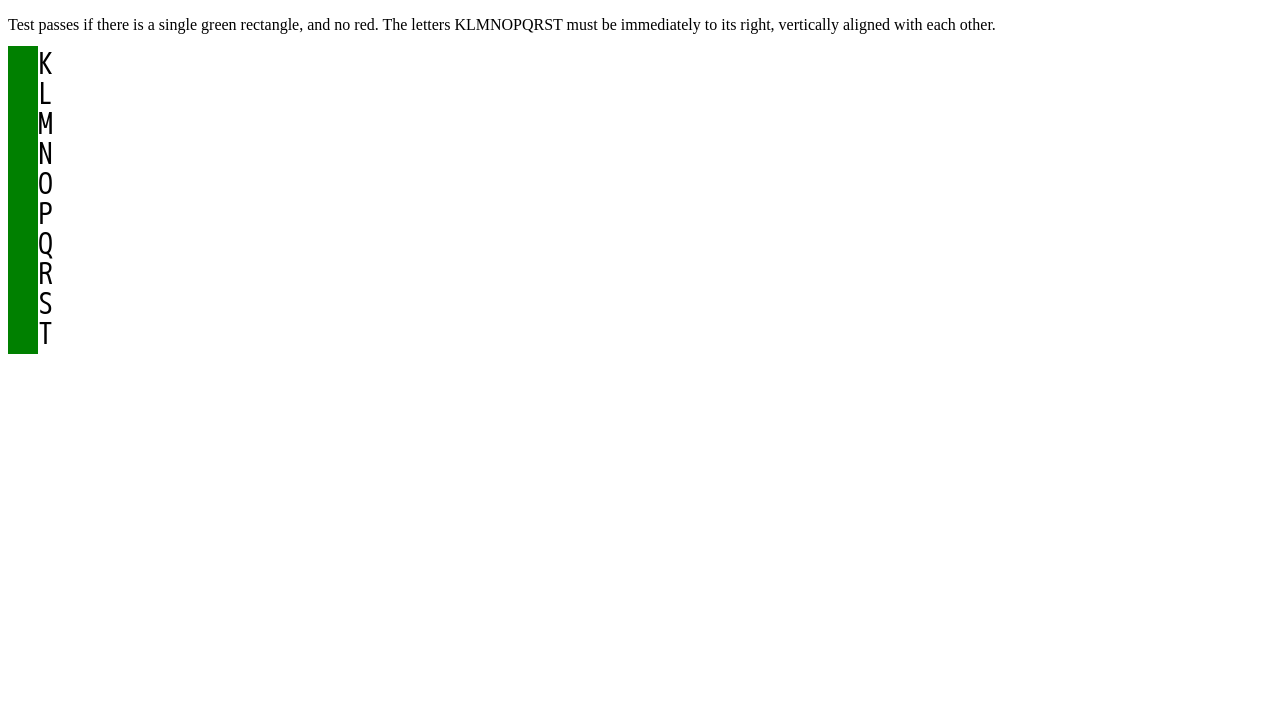 Test passes if there is a single green rectangle, and no red. The letters KLMNOPQRST must be immediately to its right, vertically aligned with each other.
K
L
M
N
O
P
Q
R
S
T